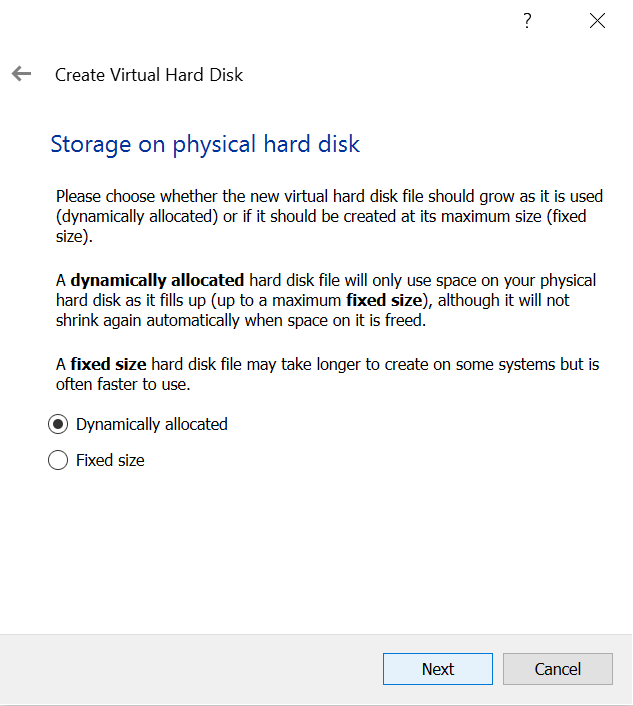 ?
Create Virtual Hard Disk
Storage on physical hard disk
Please choose whether the new virtual hard disk file should grow as it is used
(dynamically allocated) or if it should be created at its maximum size (fixed
size).
A dynamically allocated hard disk file will only use space on your physical
hard disk as it fills up (up to a maximum fixed size), although it will not
shrink again automatically when space on it is freed.
A fixed size hard disk file may take longer to create on some systems but is
often faster to use.
Dynamically allocated
Fixed size
Next Cancel